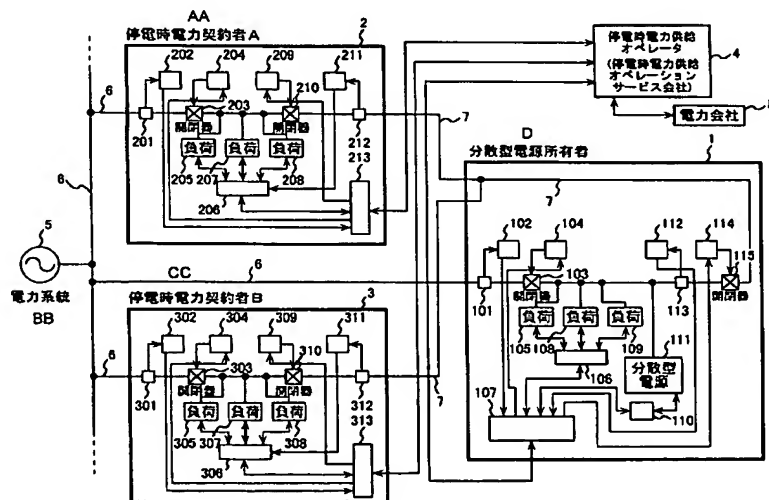 AA
停電時電力契約者A
2
202
204
209
211
停電時電力供給
オペレータ
(停電時電力供給
オペレーション
サービス会社)
4
6
201
203
開閉器
210
開閉器
212
7
電力会社
負荷
負荷
負荷
205
207
208
213
206
D
分散型電源所有者
1
6
7
5
電力系統
BB
CC
6
102
104
112
114
101
103
開閉器
113
115
開閉器
停電時電力契約者B
3
302
304
309
311
負荷
負荷
負荷
105
108
109
111
分散型
電源
6
301
303
開閉器
310
開閉器
312
7
106
107
110
負荷
負荷
負荷
305
307
308
313
306